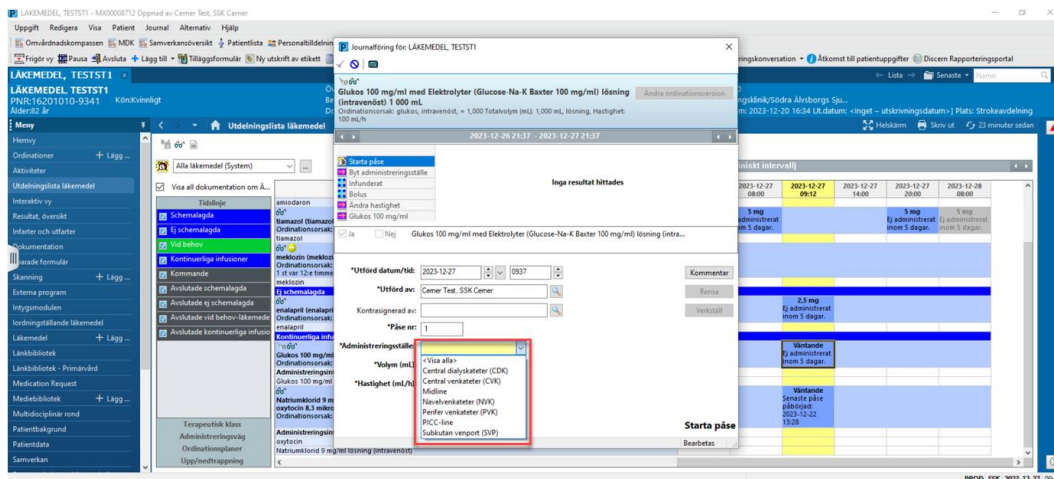 LÄKEMEDEL, TESTST1 - MX00008712 Öppnad av Cerner Test, SSK Cerner
Uppgift Redigera Visa Patient Journal Alternativ Hjälp
Omvårdnadskompassen MDK Samverkansöversikt Patientlista Personaltilldelnin
Frigör vy Pausa Avsluta Lägg till Tilläggsformulär Ny utskrift av etikett
ringskonversation Åtkomst till patientuppgifter Discern Rapporteringsportal
LÄKEMEDEL, TESTST1
Lista Senaste Namn
LÄKEMEDEL, TESTST1
PNR:16201010-9341 Kön:Kvinnligt
Ålder:82 år
ngsklinik/Södra Älvsborgs Sju...
m: 2023-12-20 16:34 Ut.datum: <Inget - utskrivningsdatum>] Plats: Strokeavdelning
Meny
Utdelningslista läkemedel
Helskärm Skriv ut 23 minuter sedan
Hemvy
Ordinationer + Lägg ...
Aktiviteter
Utdelningslista läkemedel
Interaktiv vy
Resultat, översikt
Infarter och utfarter
Dokumentation
parade formulär
Skanning + Lägg ...
Externa program
Intygsmodulen
Iordningställande läkemedel
Läkemedel + Lägg ...
Länkbibliotek
Länkbibliotek - Primärvård
Medication Request
Mediebibliotek + Lägg ...
Multidisciplinär rond
Patientbakgrund
Patientdata
Samverkan
Alla läkemedel (System)
Visa all dokumentation om Ä...
Tidslinje
Schemalagda
Ej schemalagda
Vid behov
Kontinuerliga infusioner
Kommande
Avslutade schemalagda
Avslutade ej schemalagda
Avslutade vid behov-läkemede
Avslutade kontinuerliga infusio
Terapeutisk klass
Administreringsväg
Ordinationsplaner
Upp/nedtrappning
amiodaron
tiamazol (tiamazol
Ordinationsorsak:
tiamazol
meklozin (meklozi
Ordinationsorsak:
1 st var 12:e timme
meklozin
Ej schemalagda
enalapril (enalapri
Ordinationsorsak:
enalapril
Kontinuerliga infu
Glukos 100 mg/ml
Ordinationsorsak:
Administreringsin
Glukos 100 mg/ml
Natriumklorid 9 m
oxytocin 8,3 mikro
Ordinationsorsak:
Administreringsin
oxytocin
Natriumklorid 9 mg/ml lösning (intravenöst)
Journalföring för: LÄKEMEDEL, TESTST1
Glukos 100 mg/ml med Elektrolyter (Glucose-Na-K Baxter 100 mg/ml) lösning
(intravenöst) 1 000 mL
Ändra ordinationsversion
Ordinationsorsak: glukos, intravenöst, = 1,000 Totalvolym (mL): 1,000 mL, lösning, Hastighet:
100 mL/h
2023-12-26 21:37 - 2023-12-27 21:37
Starta påse
Byt administreringsställe
Infunderat
Bolus
Ändra hastighet
Glukos 100 mg/ml
Inga resultat hittades
Ja Nej Glukos 100 mg/ml med Elektrolyter (Glucose-Na-K Baxter 100 mg/ml) lösning (intra...
*Utförd datum/tid: 2023-12-27 0937
Kommentar
*Utförd av: Cerner Test, SSK Cerner
Rensa
Kontrasignerad av:
Verkställ
*Påse nr: 1
*Administreringsställe:
*Volym (mL)
*Hastighet (mL/h)
<Visa alla>
Central dialyskateter (CDK)
Central venkateter (CVK)
Midline
Navelvenkateter (NVK)
Perifer venkateter (PVK)
PICC-line
Subkutan venport (SVP)
Starta påse
Bearbetas
niskt intervall)
2023-12-27 08:00
2023-12-27 09:12
2023-12-27 14:00
2023-12-27 20:00
2023-12-28 08:00
5 mg
administrerat
m 5 dagar.
5 mg
Ej administrerat
inom 5 dagar.
5 mg
Ej administrerat
inom 5 dagar.
2,5 mg
Ej administrerat
inom 5 dagar.
Väntande
Ej administrerat
inom 5 dagar.
Väntande
Senaste påse
påbörjad:
2023-12-22
13:28
PROD SSK 2023-12-27